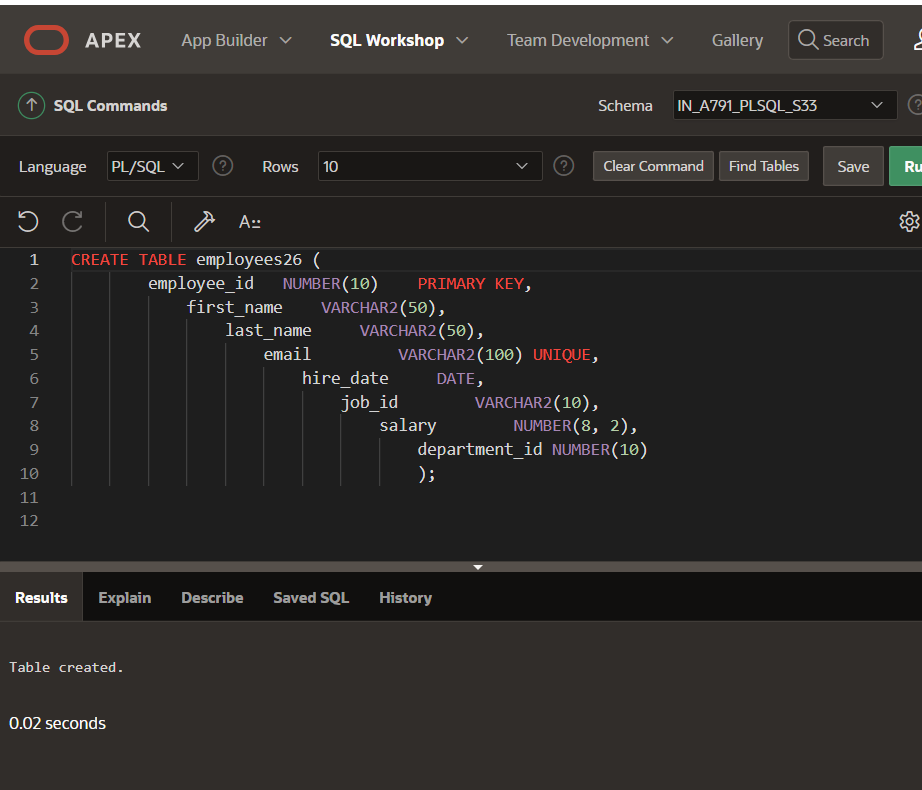 APEX App Builder SQL Workshop Team Development Gallery Search
SQL Commands Schema IN_A791_PLSQL_S33
Language PL/SQL ? Rows 10 ? Clear Command Find Tables Save Ru
A::
1 CREATE TABLE employees26 (
2 employee_id NUMBER(10) PRIMARY KEY,
3 first_name VARCHAR2(50),
4 last_name VARCHAR2(50),
5 email VARCHAR2(100) UNIQUE,
6 hire_date DATE,
7 job_id VARCHAR2(10),
8 salary NUMBER(8, 2),
9 department_id NUMBER(10)
10 );
11
12
Results Explain Describe Saved SQL History
Table created.
0.02 seconds